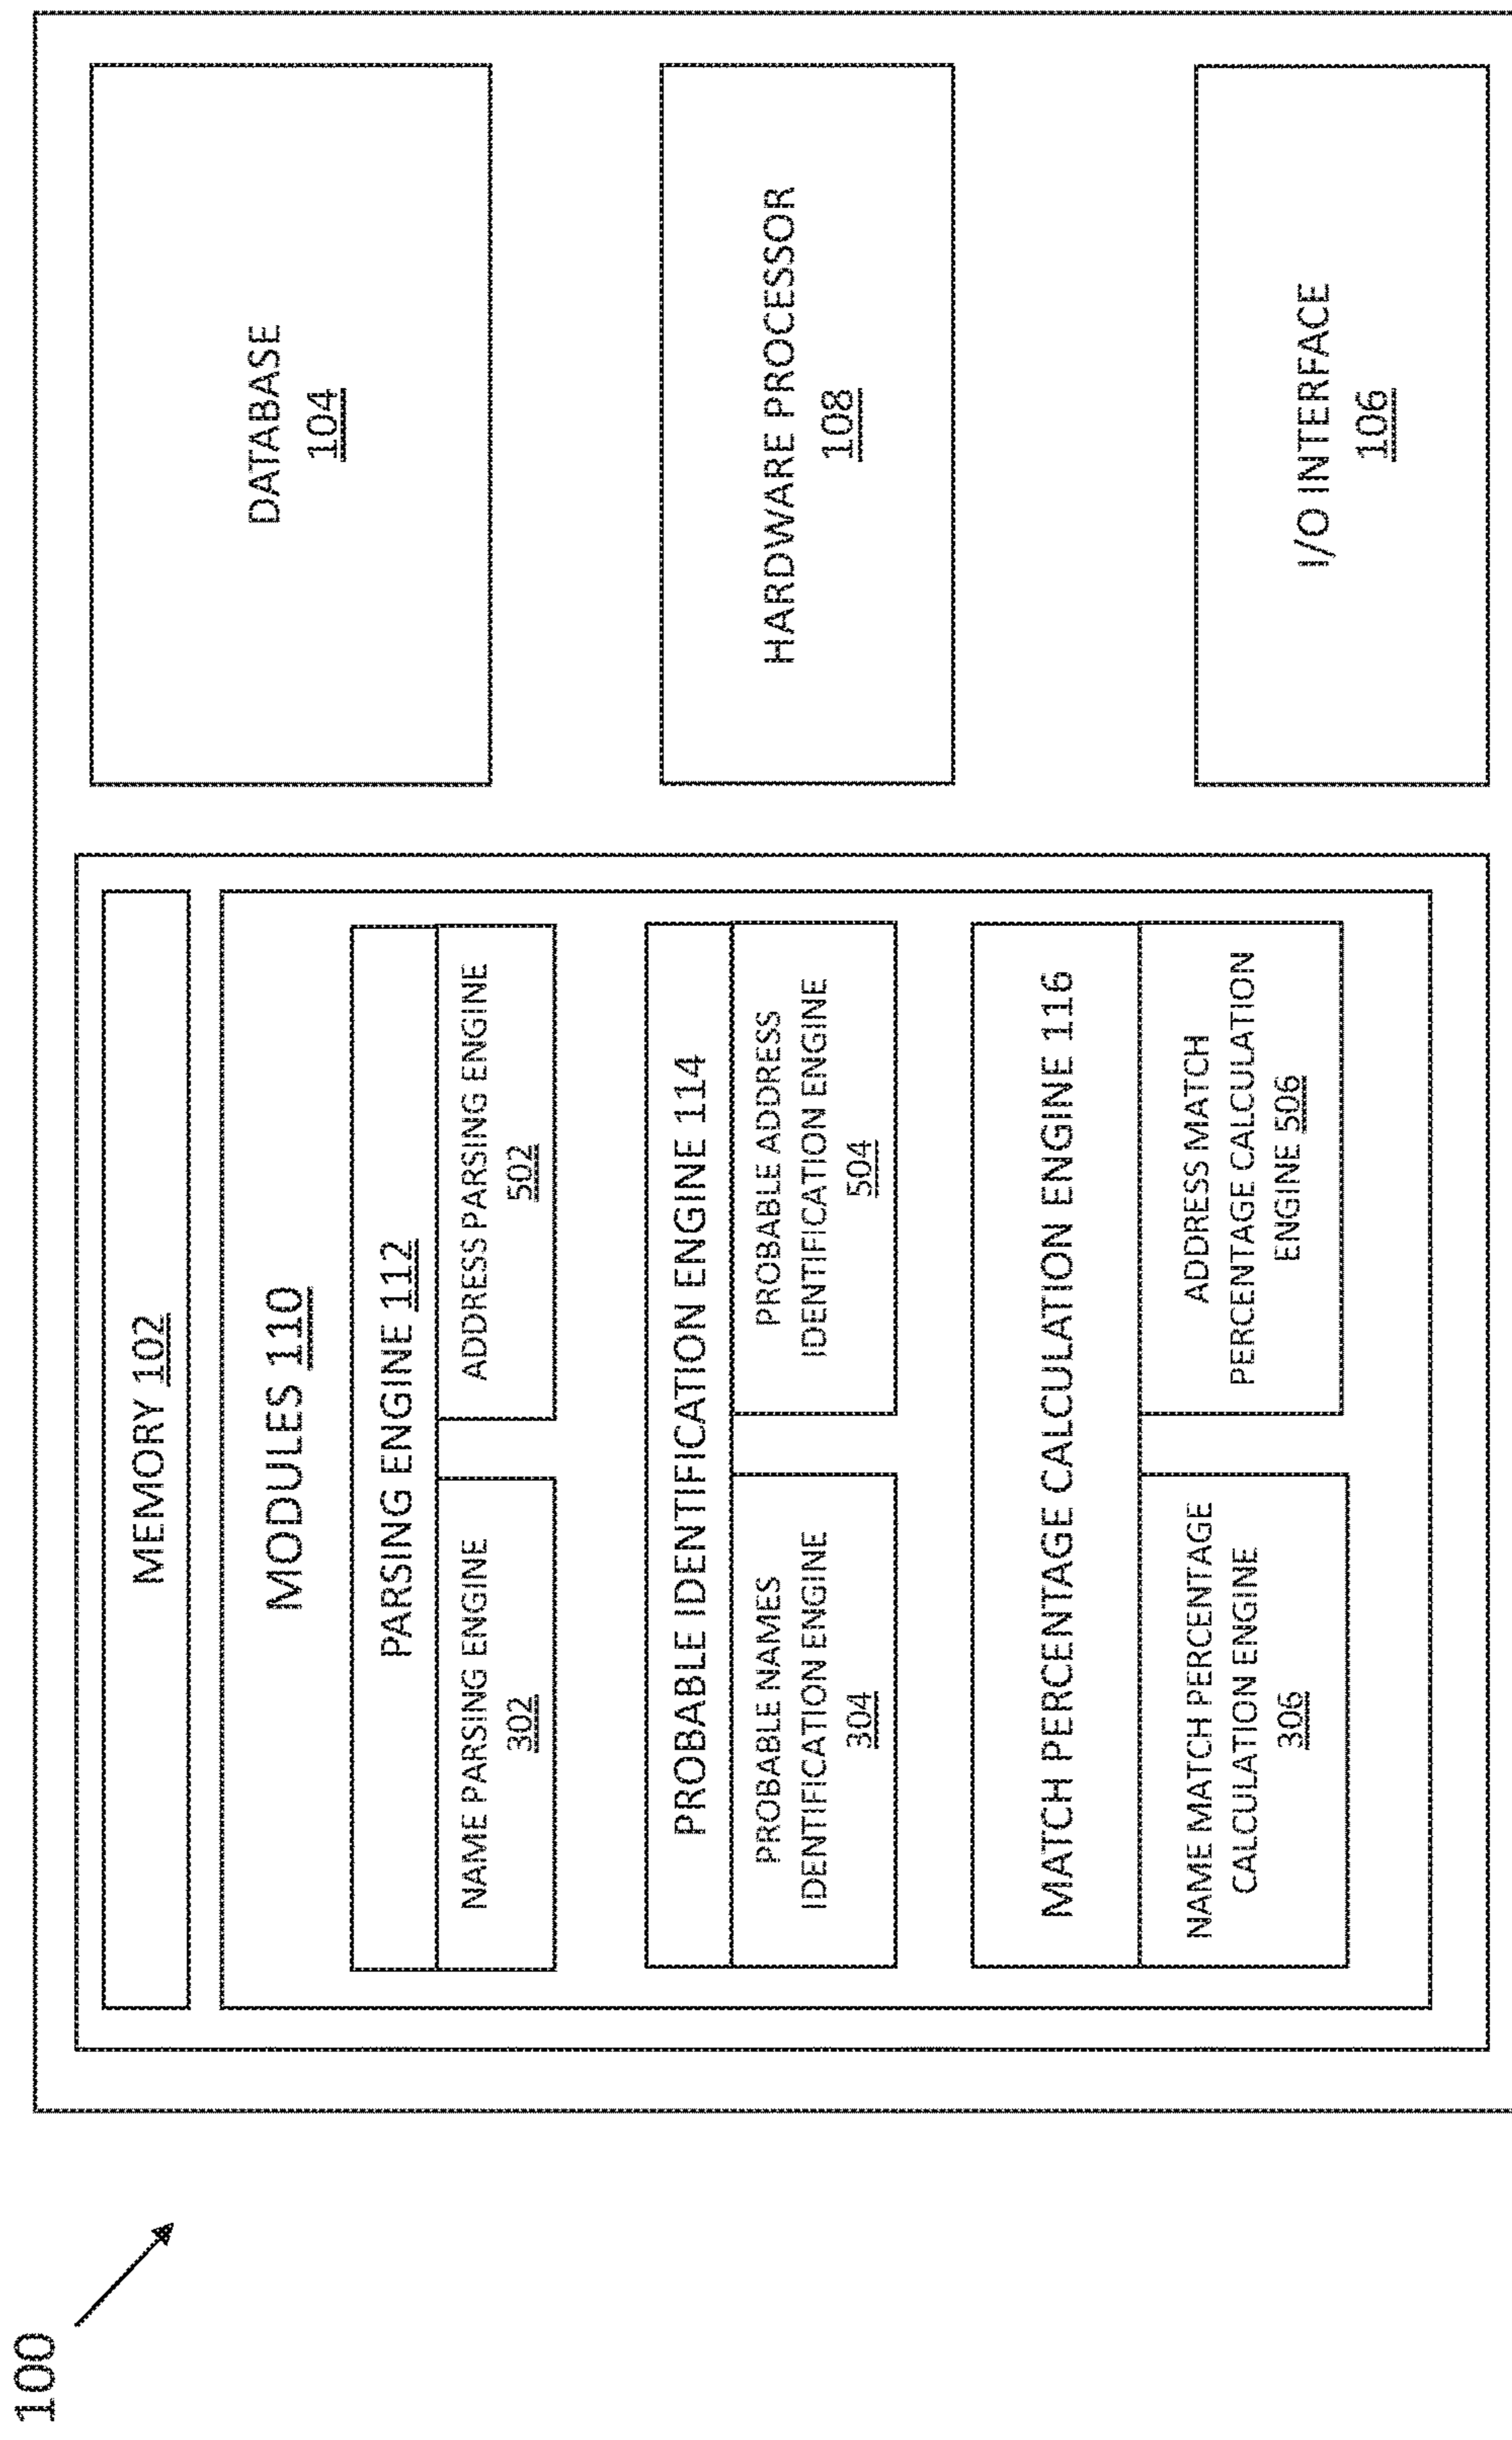 100
MEMORY 102
MODULES 110
PARSING ENGINE 112
NAME PARSING ENGINE
302
ADDRESS PARSING ENGINE
502
PROBABLE IDENTIFICATION ENGINE 114
PROBABLE NAMES
IDENTIFICATION ENGINE
304
PROBABLE ADDRESS
IDENTIFICATION ENGINE
504
MATCH PERCENTAGE CALCULATION ENGINE 116
NAME MATCH PERCENTAGE
CALCULATION ENGINE
306
ADDRESS MATCH
PERCENTAGE CALCULATION
ENGINE 506
DATABASE
104
HARDWARE PROCESSOR
108
I/O INTERFACE
106